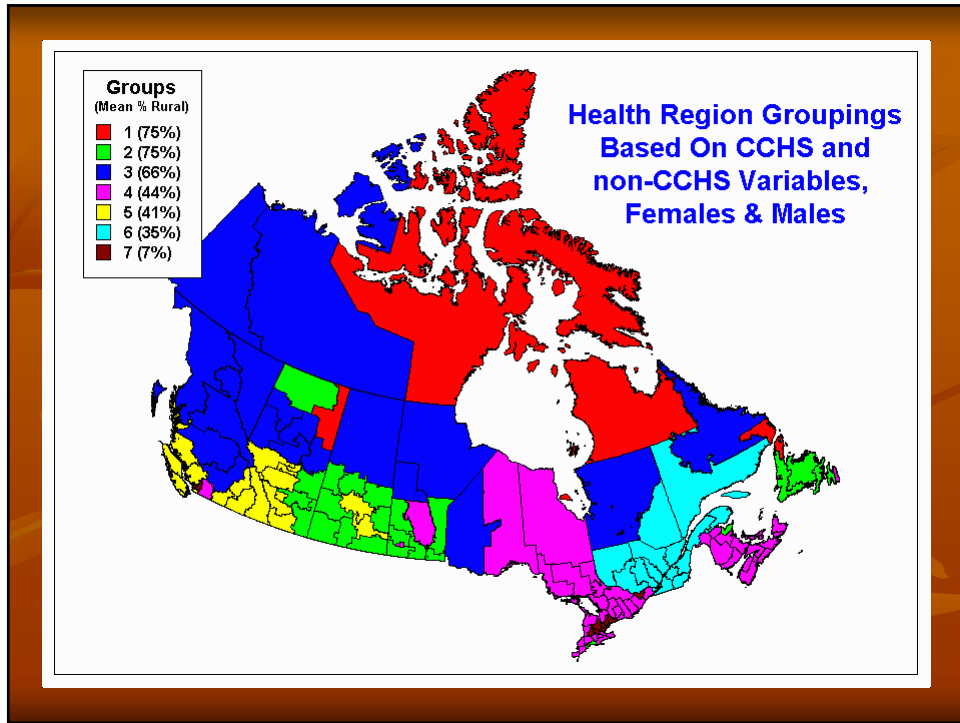 Groups
(Mean % Rural)
1 (75%)
2 (75%)
3 (66%)
4 (44%)
5 (41%)
6 (35%)
7 (7%)
Health Region Groupings
Based On CCHS and
non-CCHS Variables,
Females & Males